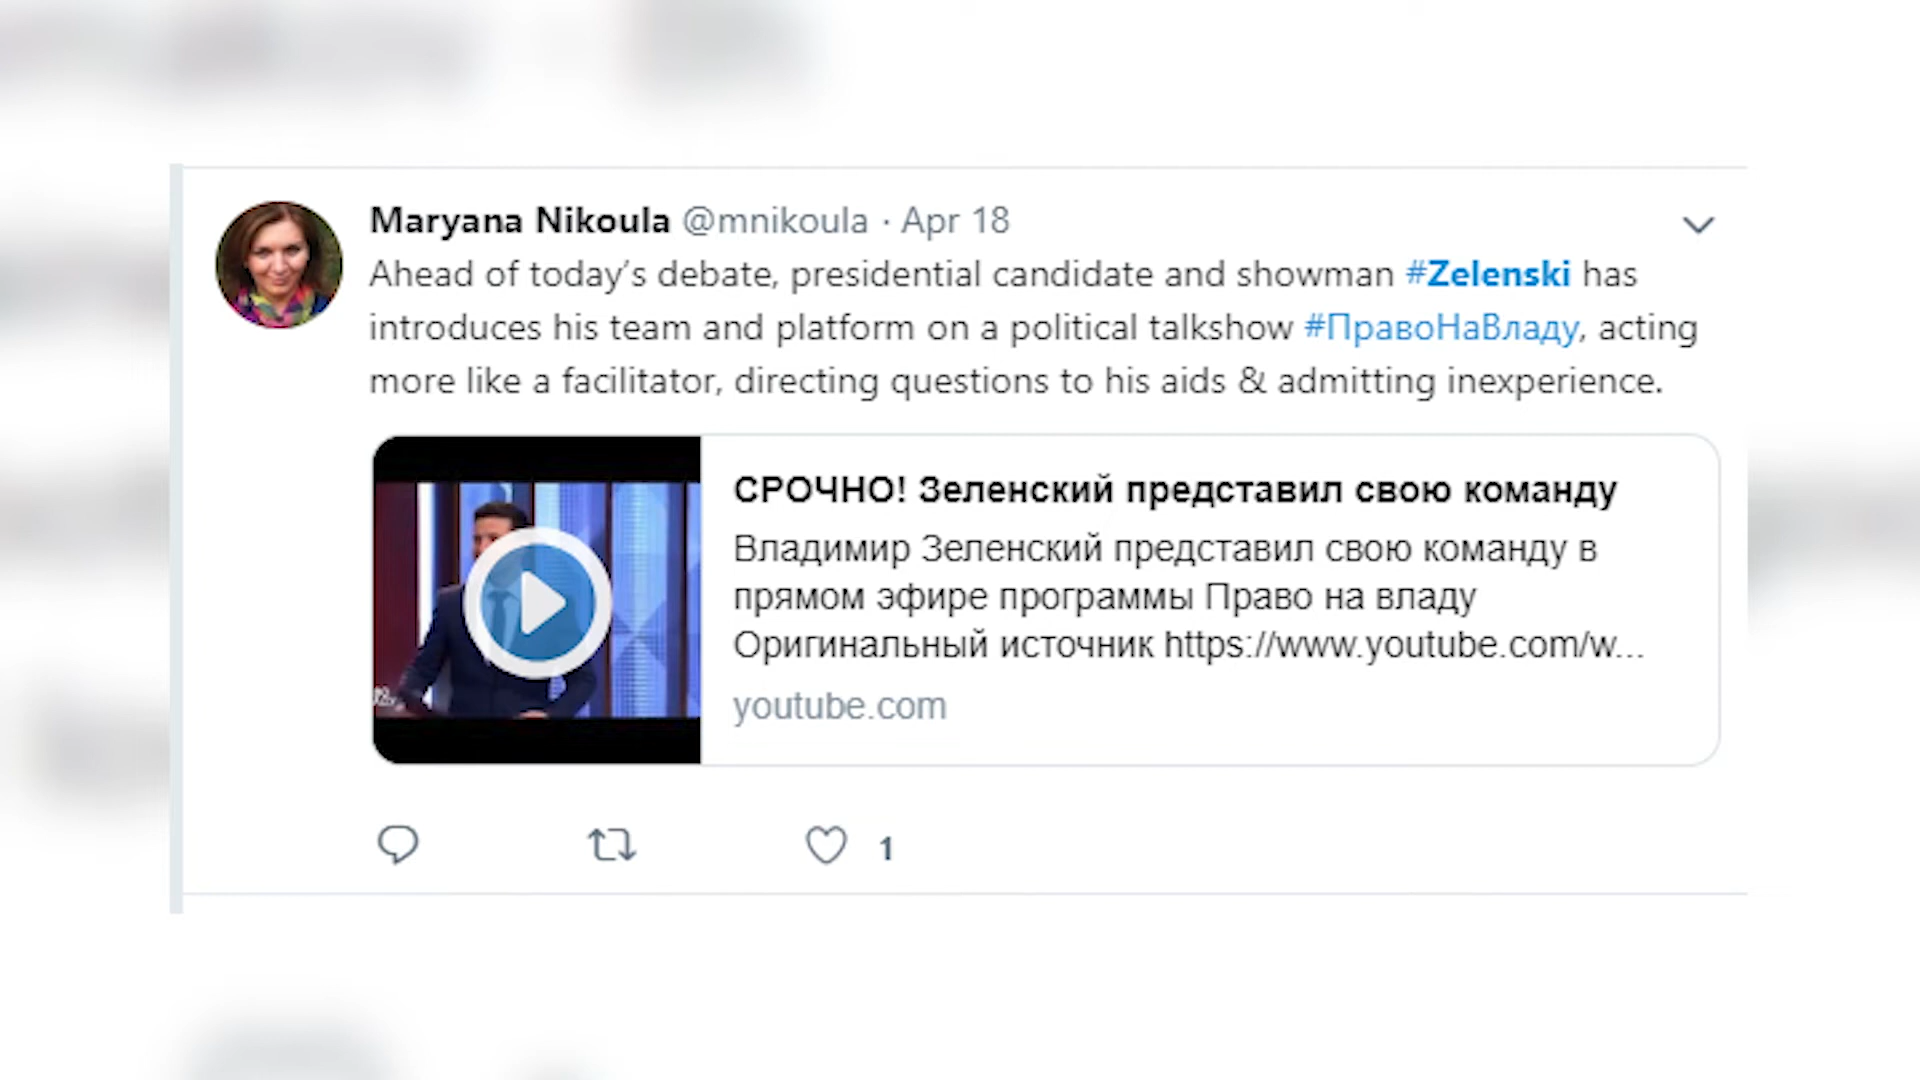 Maryana Nikoula @mnikoula · Apr 18
Ahead of today's debate, presidential candidate and showman #Zelenski has
introduces his team and platform on a political talkshow #ПравоНаВладу, acting
more like a facilitator, directing questions to his aids & admitting inexperience.
СРОЧНО! Зеленский представил свою команду
Владимир Зеленский представил свою команду в
прямом эфире программы Право на владу
Оригинальный источник https://www.youtube.com/w...
youtube.com
1